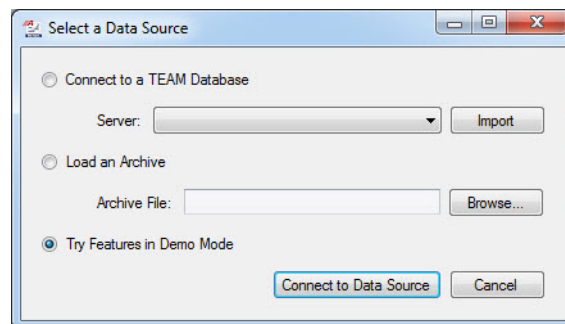 Select a Data Source
Connect to a TEAM Database
Server: Import
Load an Archive
Archive File: Browse...
Try Features in Demo Mode
Connect to Data Source Cancel